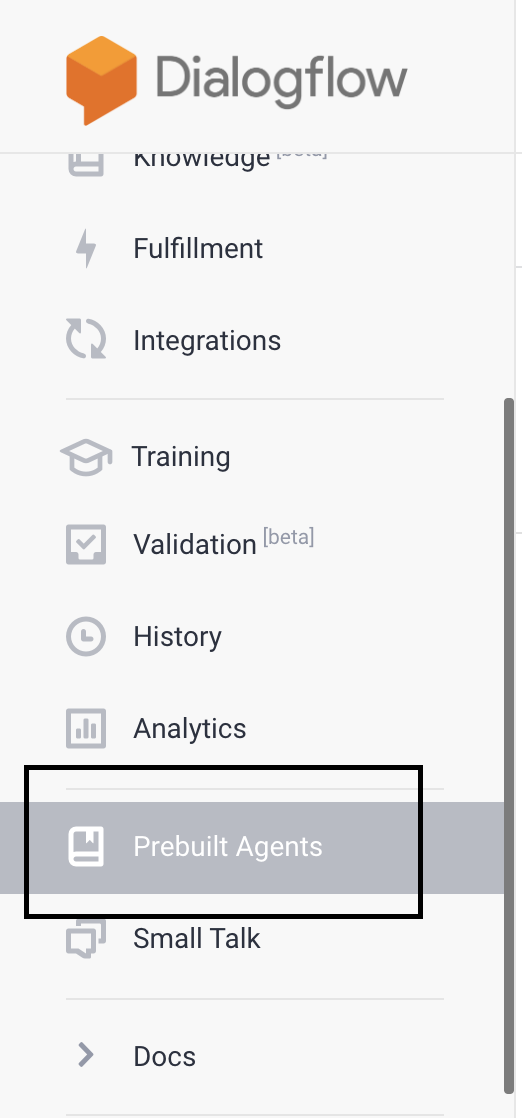 Dialogflow
Knowledge [beta]
Fulfillment
Integrations
Training
Validation [beta]
History
Analytics
Prebuilt Agents
Small Talk
Docs